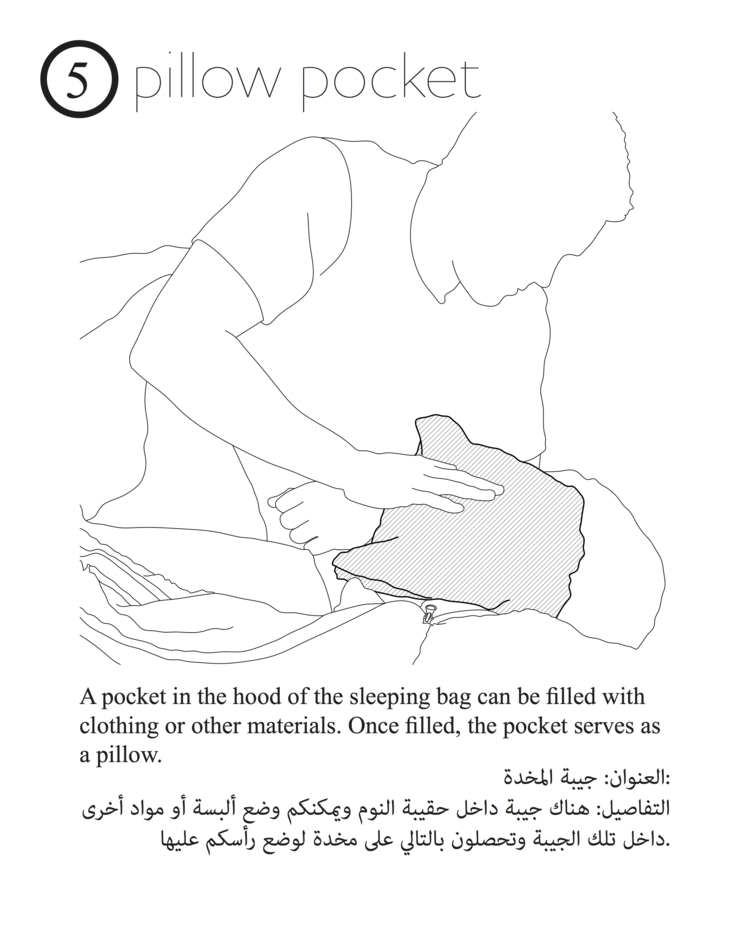 5 pillow pocket
A pocket in the hood of the sleeping bag can be filled with
clothing or other materials. Once filled, the pocket serves as
a pillow.
:العنوان: جيبة المخدة
التفاصيل: هناك جيبة داخل حقيبة النوم ويمكنكم وضع ألبسة أو مواد أخرى
.داخل تلك الجيبة وتحصلون بالتالي على مخدة لوضع رأسكم عليها